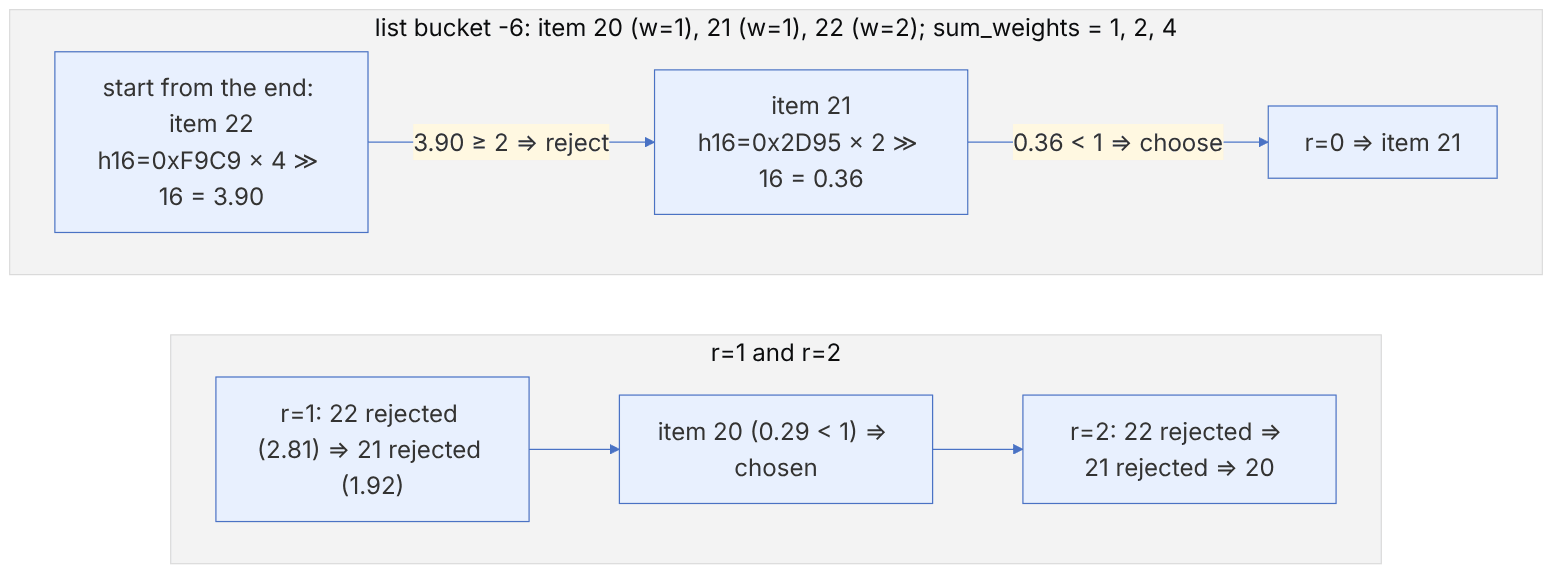 list bucket -6: item 20 (w=1), 21 (w=1), 22 (w=2); sum_weights = 1, 2, 4
start from the end:
item 22
h16=0xF9C9 × 4 ≫
16 = 3.90
3.90 ≥ 2 ⇒ reject
item 21
h16=0x2D95 × 2 ≫
16 = 0.36
0.36 < 1 ⇒ choose
r=0 ⇒ item 21
r=1 and r=2
r=1: 22 rejected
(2.81) ⇒ 21 rejected
(1.92)
item 20 (0.29 < 1) ⇒
chosen
r=2: 22 rejected ⇒
21 rejected ⇒ 20